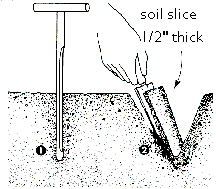 soil slice
1/2" thick
1
2